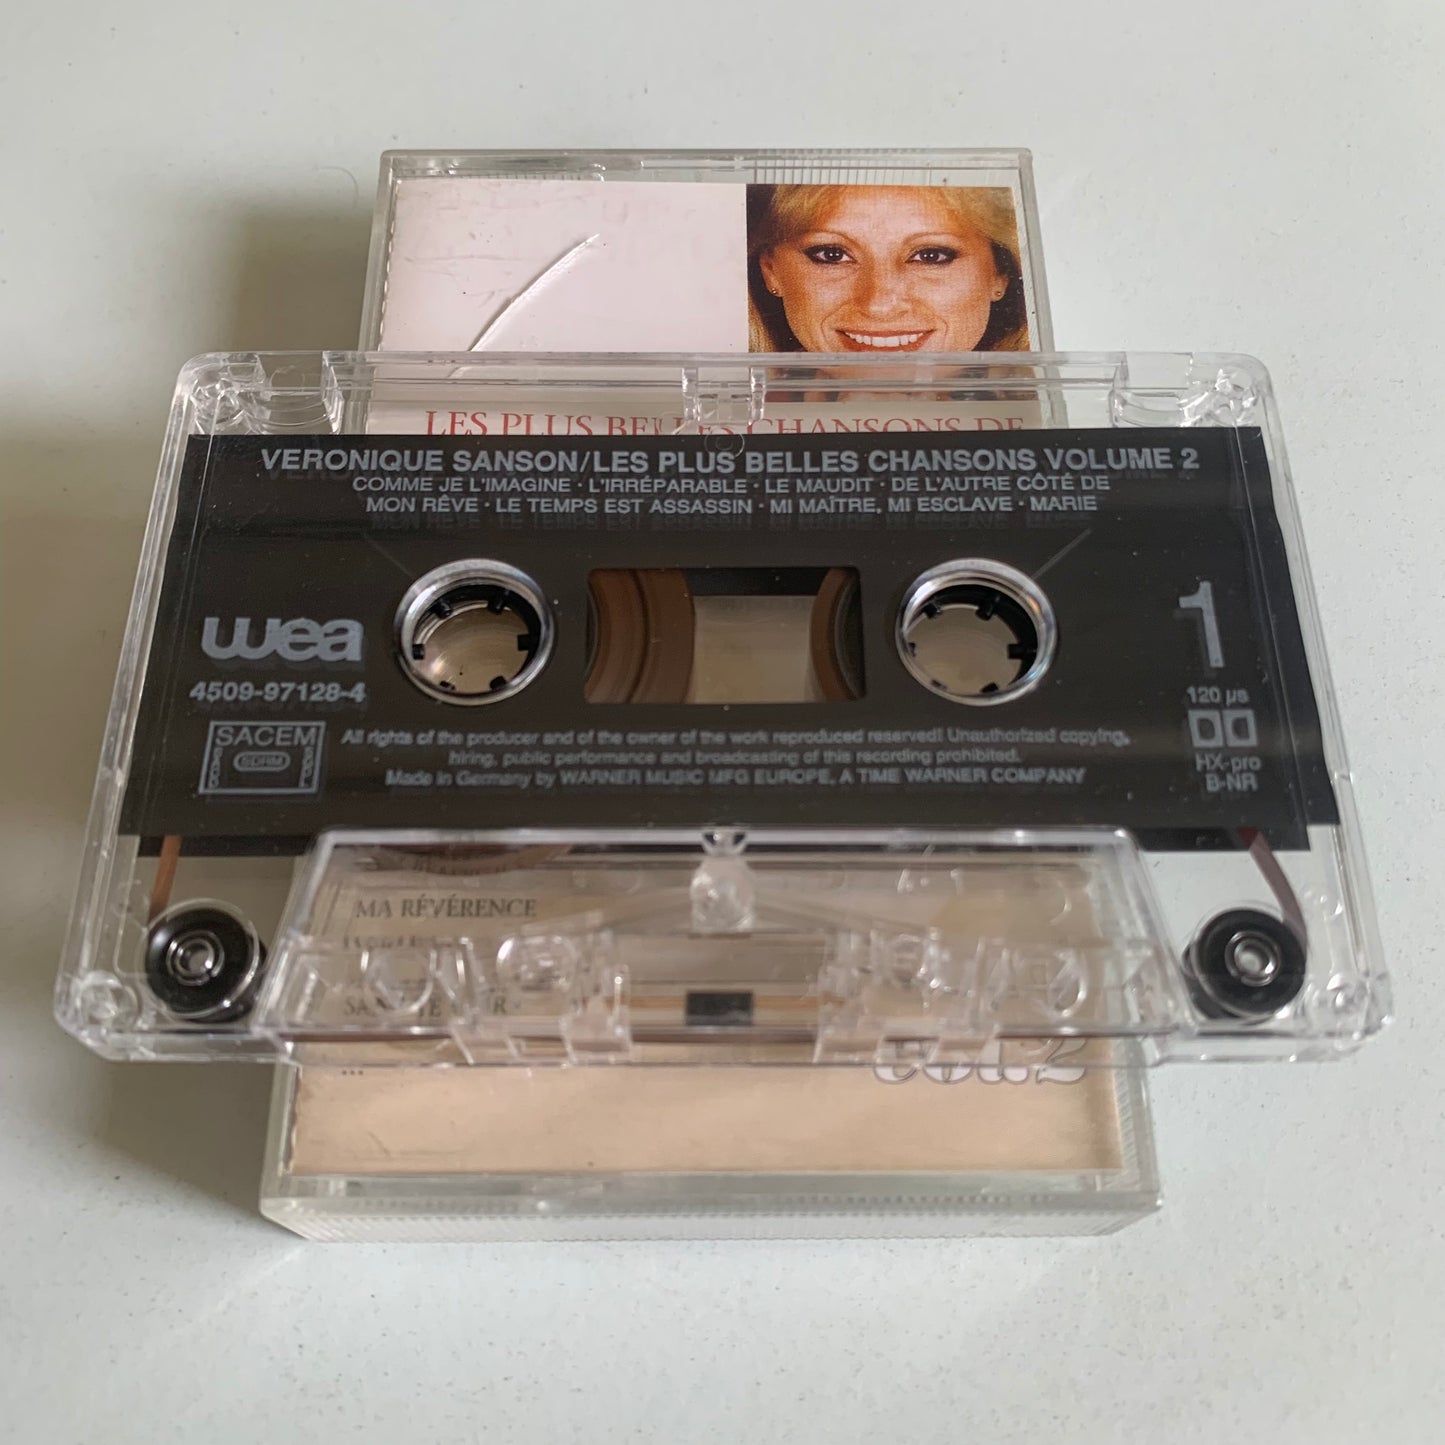 LES PLUS BELLES CHANSONS DE
VERONIQUE SANSON/LES PLUS BELLES CHANSONS VOLUME 2
COMME JE L'IMAGINE · L'IRRÉPARABLE · LE MAUDIT · DE L'AUTRE CÔTÉ DE
MON RÊVE · LE TEMPS EST ASSASSIN · MI MAÎTRE, MI ESCLAVE · MARIE
wea
4509-97128-4
1
120 µs
HX-pro
B-NR
SACEM
SDRM
All rights of the producer and of the owner of the work reproduced reserved! Unauthorized copying,
hiring, public performance and broadcasting of this recording prohibited.
Made in Germany by WARNER MUSIC MFG EUROPE, A TIME WARNER COMPANY
MA RÉVÉRENCE
...
vol.2